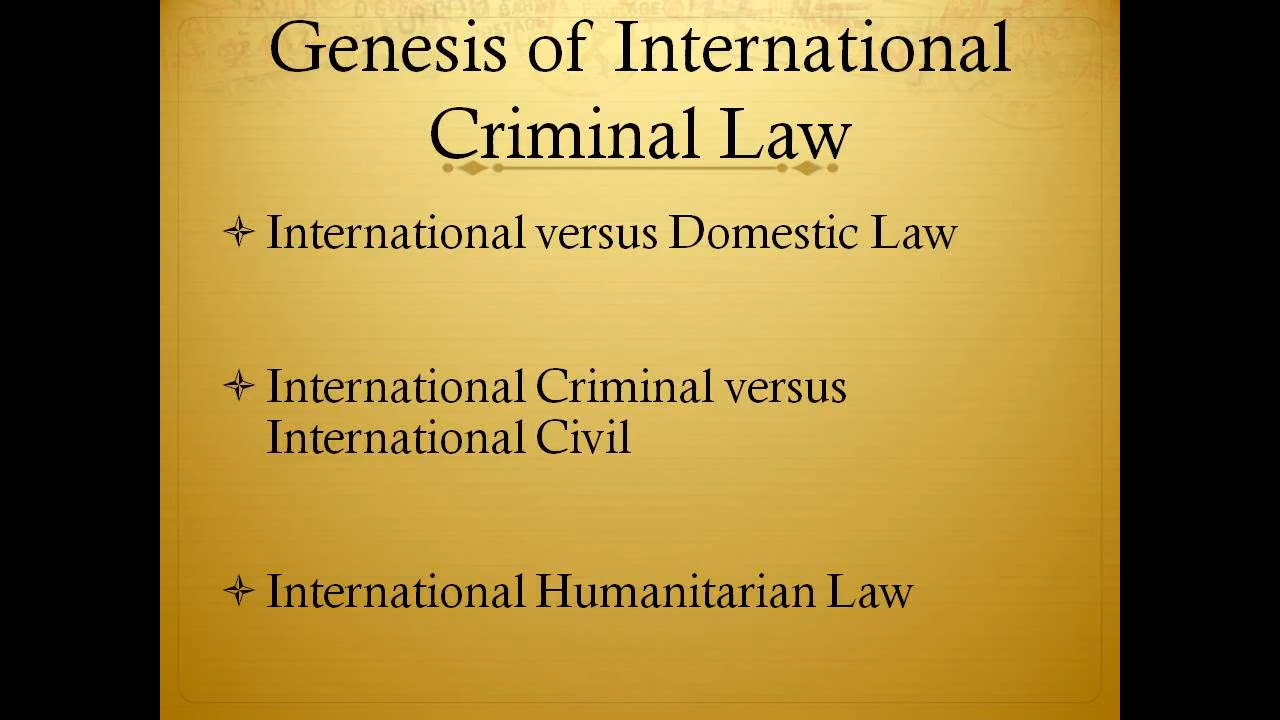 Genesis of International
Criminal Law
International versus Domestic Law
International Criminal versus
International Civil
International Humanitarian Law